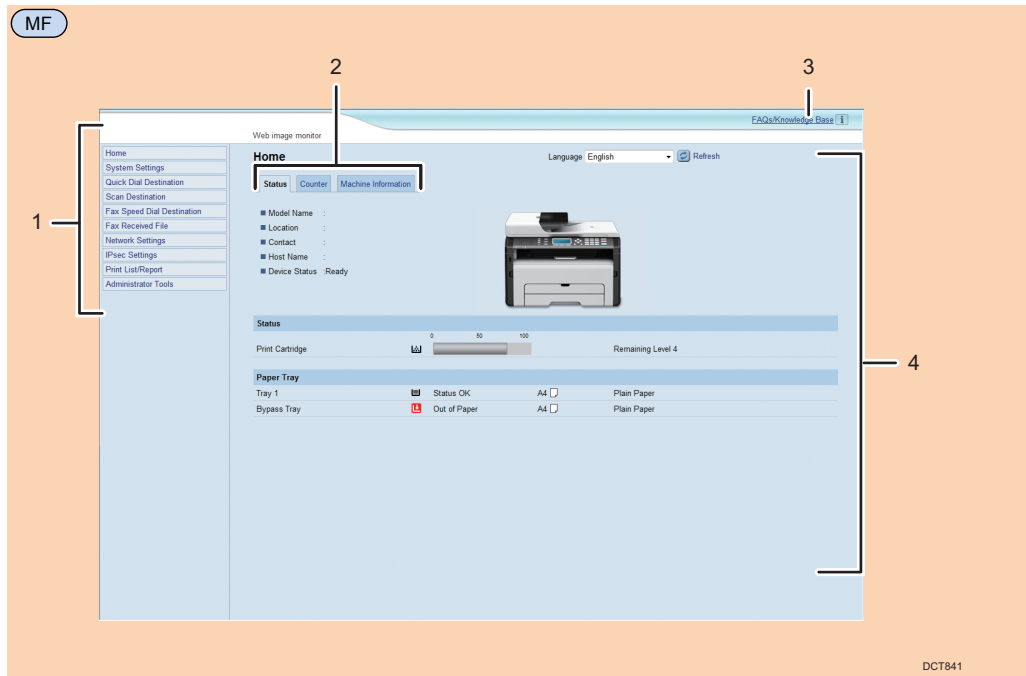 MF
2
3
FAQs/Knowledge Base i
Web image monitor
1
Home
System Settings
Quick Dial Destination
Scan Destination
Fax Speed Dial Destination
Fax Received File
Network Settings
IPsec Settings
Print List/Report
Administrator Tools
Home
Language English Refresh
Status Counter Machine Information
Model Name :
Location :
Contact :
Host Name :
Device Status :Ready
Status
0 50 100
Print Cartridge Remaining Level 4
Paper Tray
Tray 1 Status OK A4 Plain Paper
Bypass Tray Out of Paper A4 Plain Paper
4
DCT841